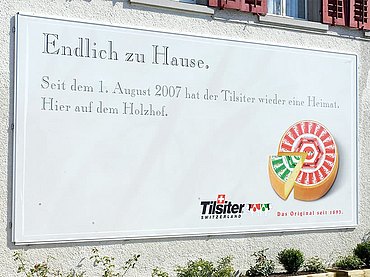 Endlich zu Hause.
Seit dem 1. August 2007 hat der Tilsiter wieder eine Heimat.
Hier auf dem Holzhof.
Tilsiter
SWITZERLAND
Das Original seit 1893.